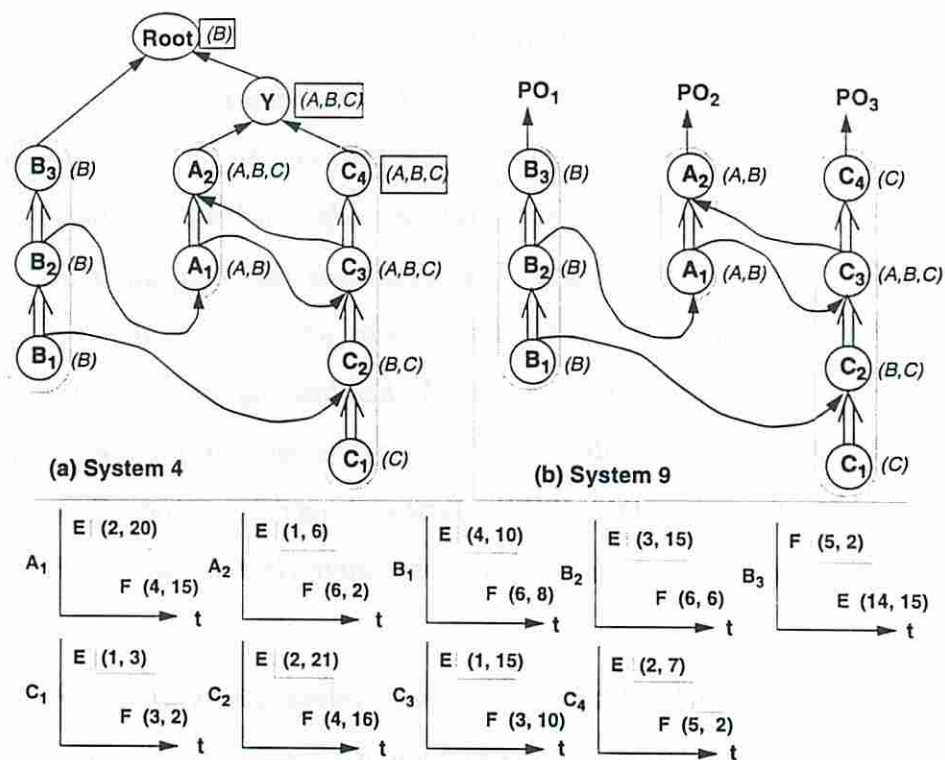 Root (B)
Y (A,B,C)
PO1 PO2 PO3
B3 (B) A2 (A,B,C) C4 (A,B,C)
B3 (B) A2 (A,B) C4 (C)
B2 (B) A1 (A,B) C3 (A,B,C)
B2 (B) A1 (A,B) C3 (A,B,C)
B1 (B) C2 (B,C)
B1 (B) C2 (B,C)
C1 (C)
C1 (C)
(a) System 4
(b) System 9
A1 E (2, 20)
F (4, 15)
t
A2 E (1, 6)
F (6, 2)
t
B1 E (4, 10)
F (6, 8)
t
B2 E (3, 15)
F (6, 6)
t
B3 F (5, 2)
E (14, 15)
t
C1 E (1, 3)
F (3, 2)
t
C2 E (2, 21)
F (4, 16)
t
C3 E (1, 15)
F (3, 10)
t
C4 E (2, 7)
F (5, 2)
t